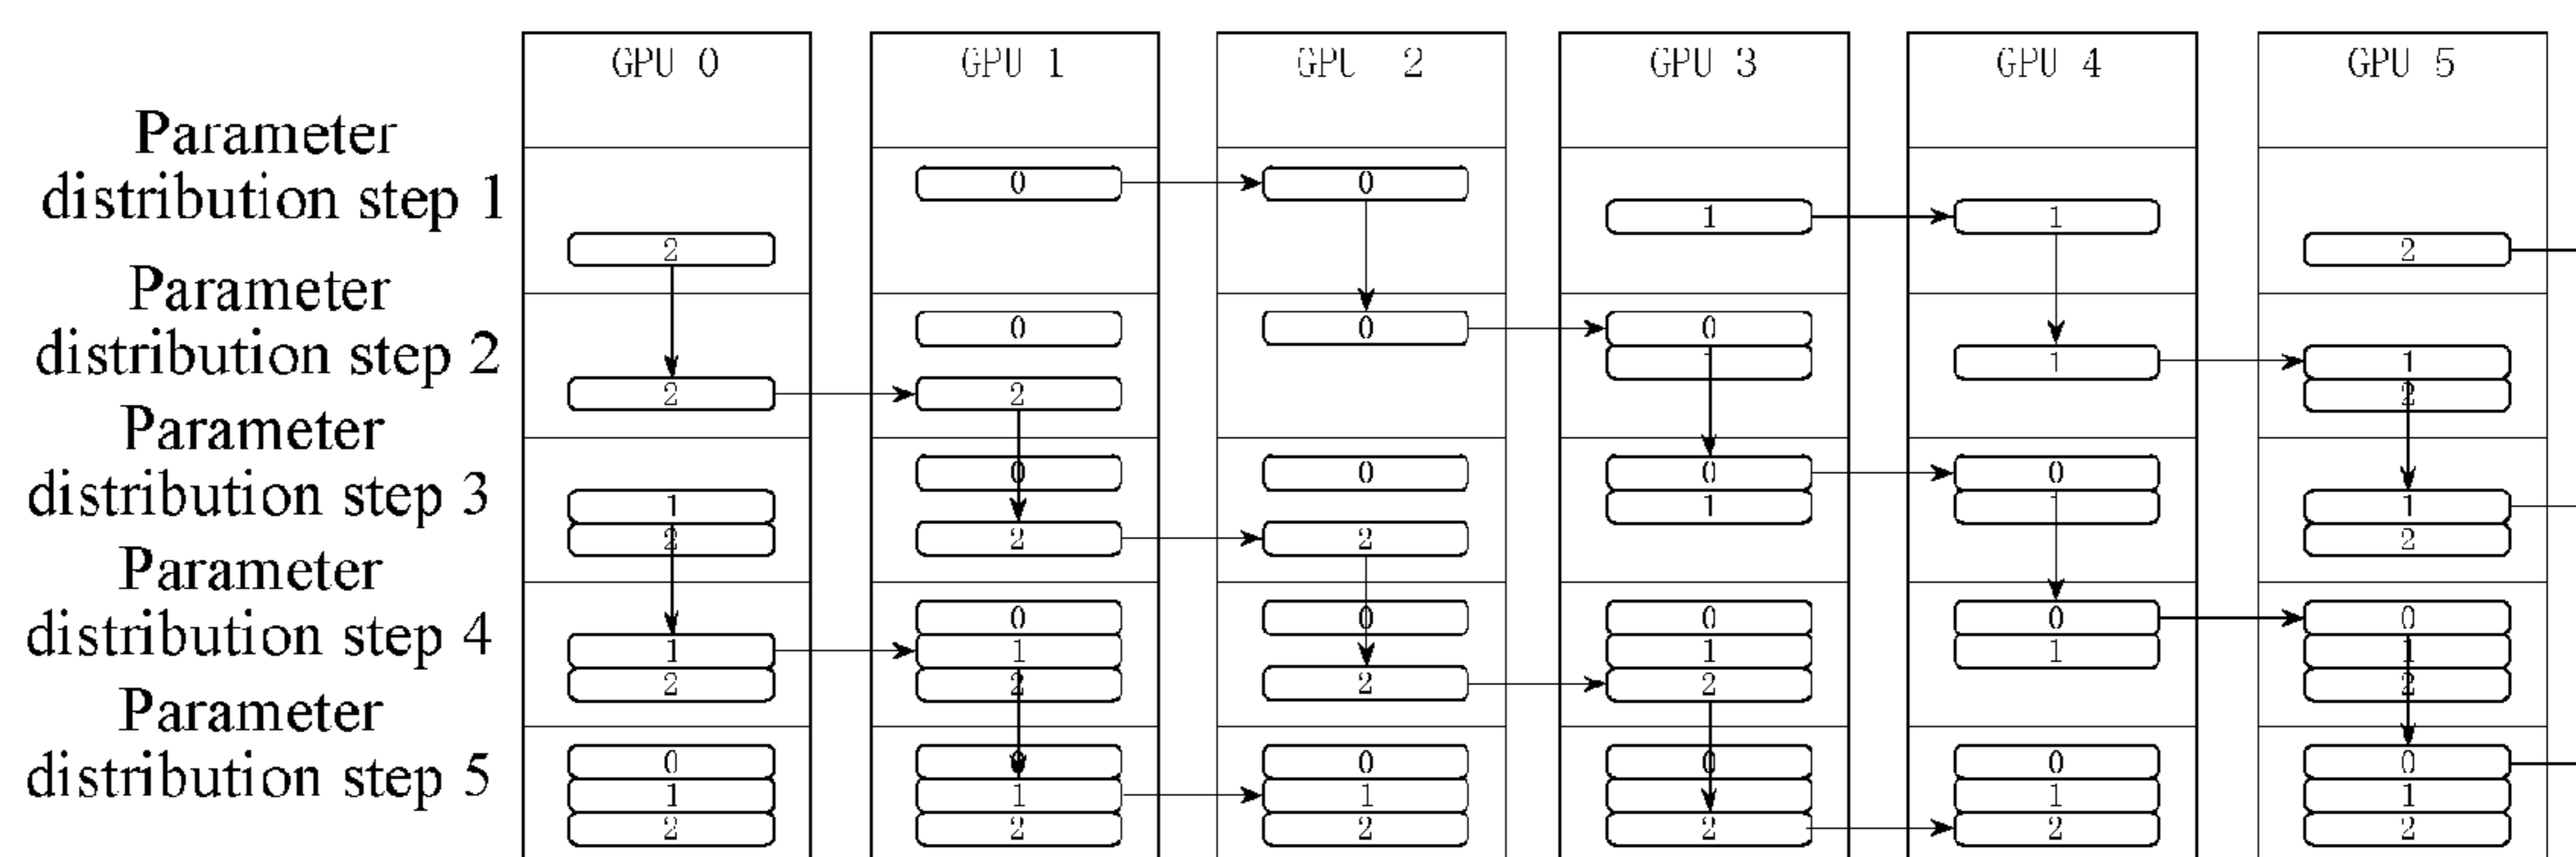 GPU 0 GPU 1 GPU 2 GPU 3 GPU 4 GPU 5
Parameter
distribution step 1
0 0
1 1
2 2
Parameter
distribution step 2
0 0 0
1 1 1
2 2 2
Parameter
distribution step 3
0 0 0 0
1 1 1 1
2 2 2 2
Parameter
distribution step 4
0 0 0 0 0
1 1 1 1 1
2 2 2 2 2
Parameter
distribution step 5
0 0 0 0 0 0
1 1 1 1 1
2 2 2 2 2 2